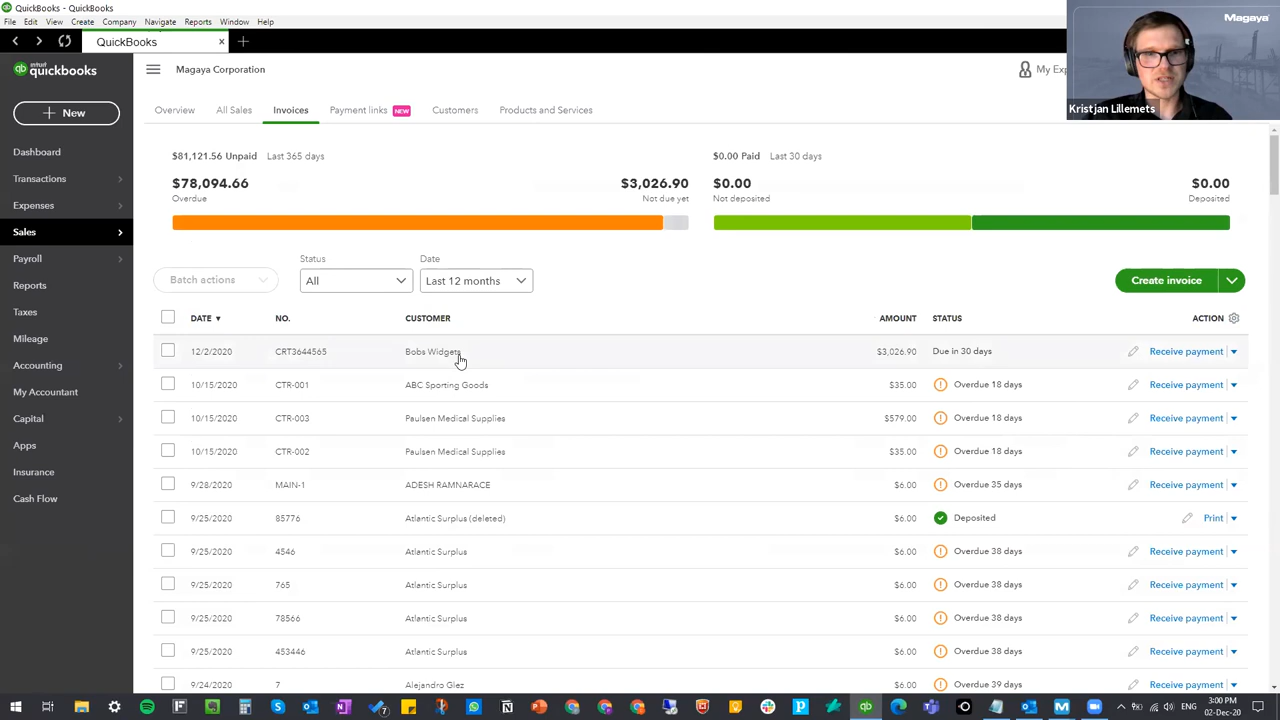 QuickBooks - QuickBooks
File Edit View Create Company Navigate Reports Window Help
Magaya
QuickBooks
Kristjan Lillemets
intuit
quickbooks
Magaya Corporation
My Exp
New
Overview All Sales Invoices Payment links NEW Customers Products and Services
Dashboard
Transactions
Expenses
Sales
Payroll
Reports
Taxes
Mileage
Accounting
My Accountant
Capital
Apps
Insurance
Cash Flow
$81,121.56 Unpaid Last 365 days
$0.00 Paid Last 30 days
$78,094.66 $3,026.90 $0.00 $0.00
Overdue Not due yet Not deposited Deposited
Status Date
Batch actions All Last 12 months Create invoice
DATE NO. CUSTOMER AMOUNT STATUS ACTION
12/2/2020 CRT3644565 Bobs Widgets $3,026.90 Due in 30 days Receive payment
10/15/2020 CTR-001 ABC Sporting Goods $35.00 Overdue 18 days Receive payment
10/15/2020 CTR-003 Paulsen Medical Supplies $579.00 Overdue 18 days Receive payment
10/15/2020 CTR-002 Paulsen Medical Supplies $35.00 Overdue 18 days Receive payment
9/28/2020 MAIN-1 ADESH RAMNARACE $6.00 Overdue 35 days Receive payment
9/25/2020 85776 Atlantic Surplus (deleted) $6.00 Deposited Print
9/25/2020 4546 Atlantic Surplus $6.00 Overdue 38 days Receive payment
9/25/2020 765 Atlantic Surplus $6.00 Overdue 38 days Receive payment
9/25/2020 78566 Atlantic Surplus $6.00 Overdue 38 days Receive payment
9/25/2020 453446 Atlantic Surplus $6.00 Overdue 38 days Receive payment
9/24/2020 7 Alejandro Glez $6.00 Overdue 39 days Receive payment
3:00 PM
02-Dec-20